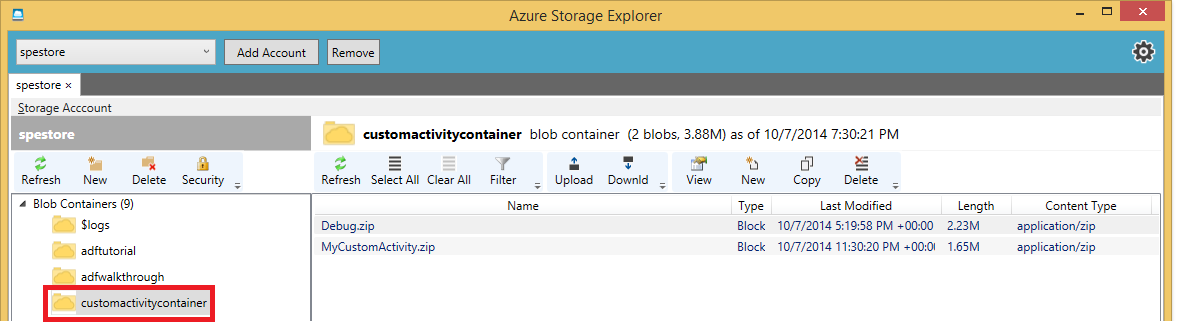 Azure Storage Explorer
spestore Add Account Remove
spestore ×
Storage Acccount
spestore
customactivitycontainer blob container (2 blobs, 3.88M) as of 10/7/2014 7:30:21 PM
Refresh New Delete Security
Refresh Select All Clear All Filter Upload Downld View New Copy Delete
Blob Containers (9)
$logs
adftutorial
adfwalkthrough
customactivitycontainer
Name Type Last Modified Length Content Type
Debug.zip Block 10/7/2014 5:19:58 PM +00:00 2.23M application/zip
MyCustomActivity.zip Block 10/7/2014 11:30:20 PM +00:0 1.65M application/zip